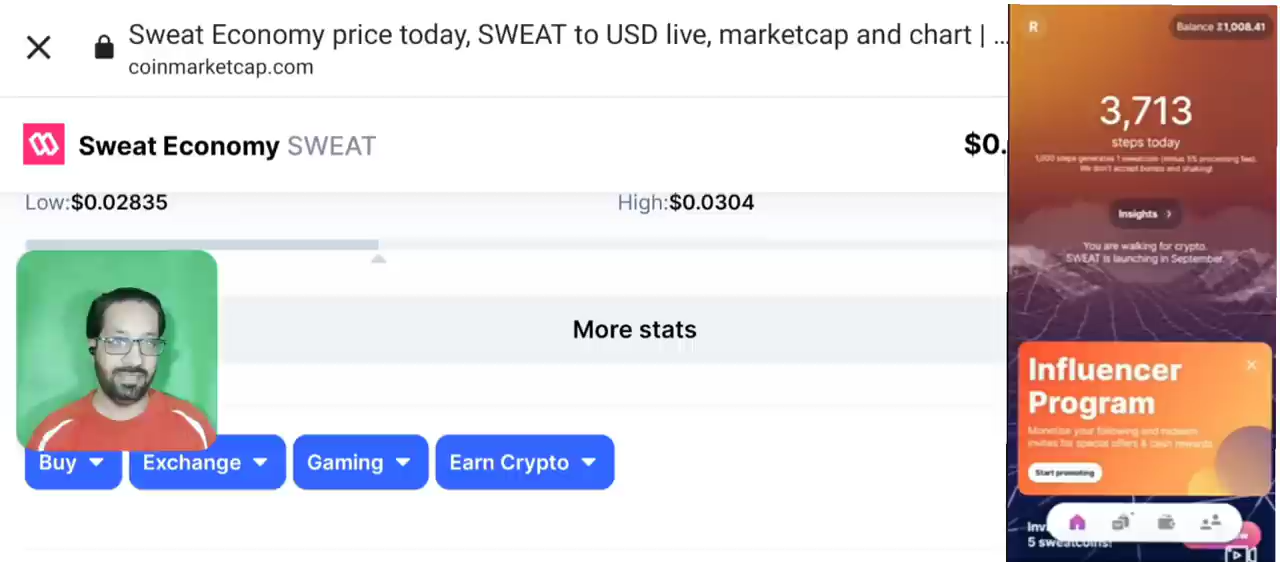 Sweat Economy price today, SWEAT to USD live, marketcap and chart | ...
coinmarketcap.com
Sweat Economy SWEAT
$0.
Low:$0.02835
High:$0.0304
More stats
Buy
Exchange
Gaming
Earn Crypto
R
Balance 1,008.41
3,713
steps today
1,000 steps generates 1 sweatcoin (minus 5% processing fee).
We don't accept bonus and shaking!
Insights
You are walking for crypto.
SWEAT is launching in September.
Influencer
Program
Monetise your following and redeem
invites for special offers & cash rewards
Start promoting
Inv
5 sweatcoins!